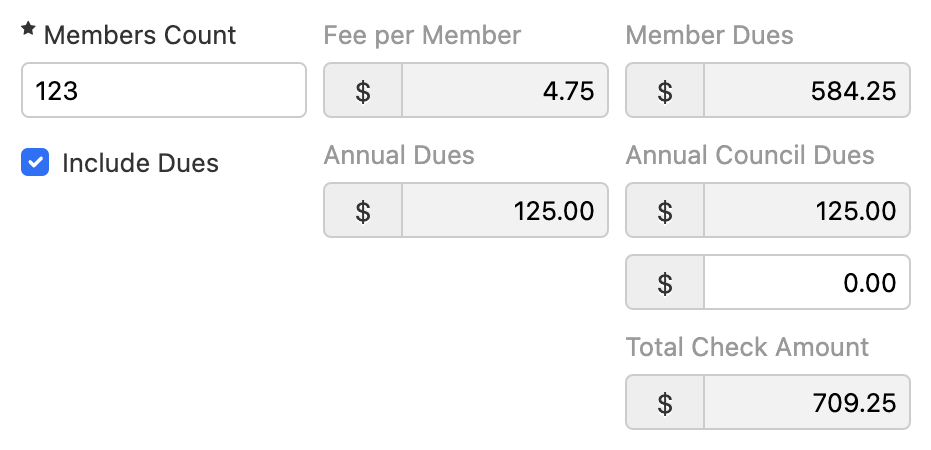 * Members Count Fee per Member Member Dues
123 $ 4.75 $ 584.25
Include Dues Annual Dues Annual Council Dues
$ 125.00 $ 125.00
$ 0.00
Total Check Amount
$ 709.25